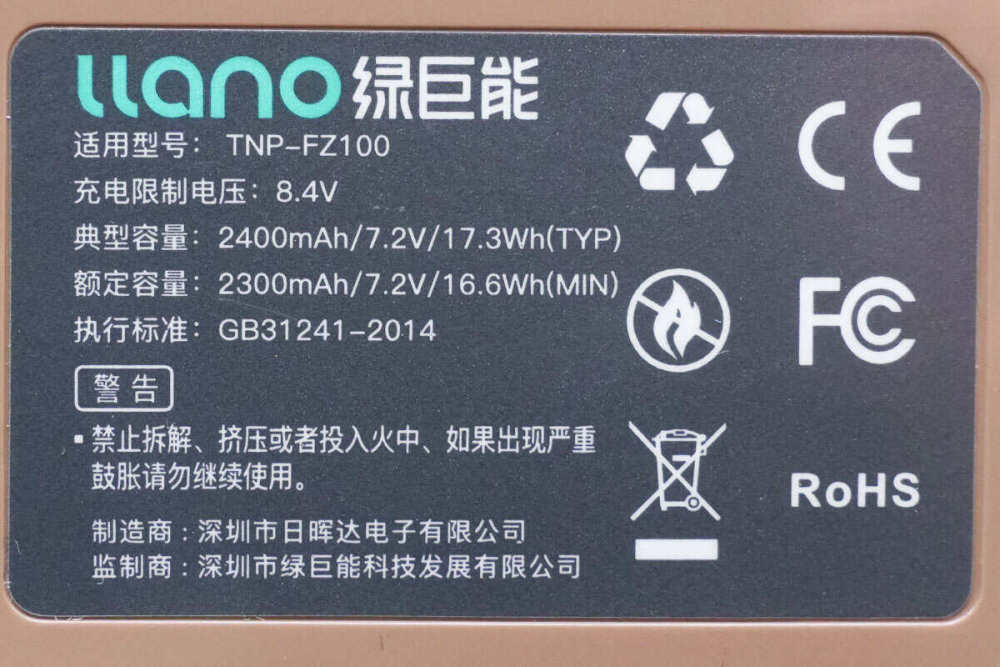 llano绿巨能
适用型号：TNP-FZ100
充电限制电压：8.4V
典型容量：2400mAh/7.2V/17.3Wh(TYP)
额定容量：2300mAh/7.2V/16.6Wh(MIN)
执行标准：GB31241-2014
警告
▪禁止拆解、挤压或者投入火中、如果出现严重
鼓胀请勿继续使用。
制造商：深圳市日晖达电子有限公司
监制商：深圳市绿巨能科技发展有限公司
CE
FC
RoHS